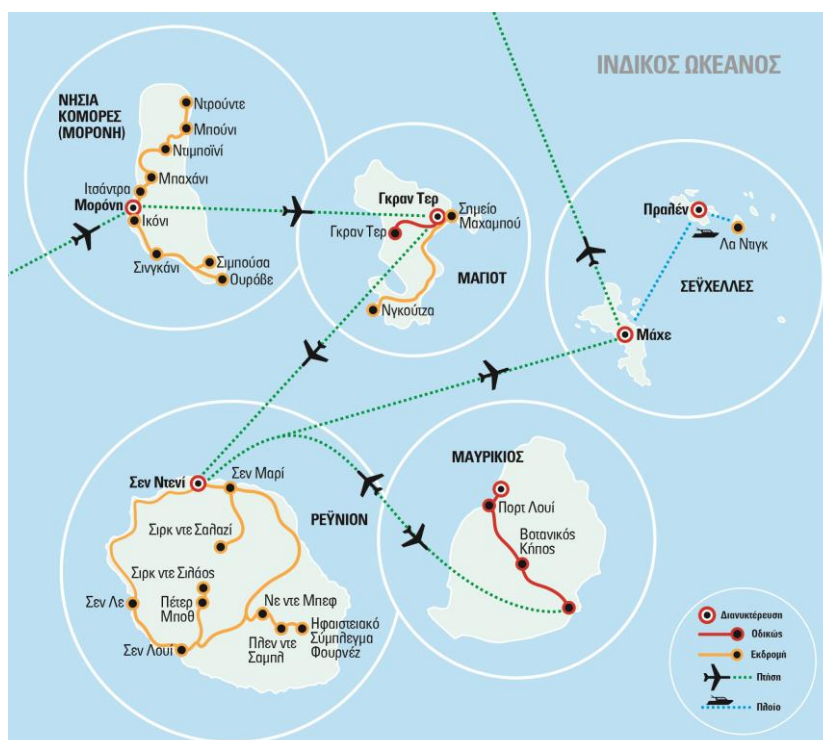 ΙΝΔΙΚΟΣ ΩΚΕΑΝΟΣ
ΝΗΣΙΑ
ΚΟΜΟΡΕΣ
(ΜΟΡΟΝΗ)
Ντρούντε
Μπούνι
Ντιμποϊνί
Μπαχάνι
Ιτσάντρα
Μορόνη
Ικόνι
Σινγκάνι
Σιμπούσα
Ουρόβε
Γκραν Τερ
Σημείο
Μαχαμπού
Γκραν Τερ
ΜΑΓΙΟΤ
Νγκούτζα
Πραλέν
Λα Ντιγκ
ΣΕΫΧΕΛΛΕΣ
Μάχε
Σεν Ντενί
Σεν Μαρί
ΡΕΫΝΙΟΝ
Σιρκ ντε Σαλαζί
Σιρκ ντε Σιλάος
Σεν Λε
Πέτερ
Μποθ
Νε ντε Μπεφ
Ηφαιστειακό
Σύμπλεγμα
Φουρνέζ
Πλεν ντε
Σαμπλ
Σεν Λουί
ΜΑΥΡΙΚΙΟΣ
Πορτ Λουί
Βοτανικός
Κήπος
Διανυκτέρευση
Οδικώς
Εκδρομή
Πτήση
Πλοίο